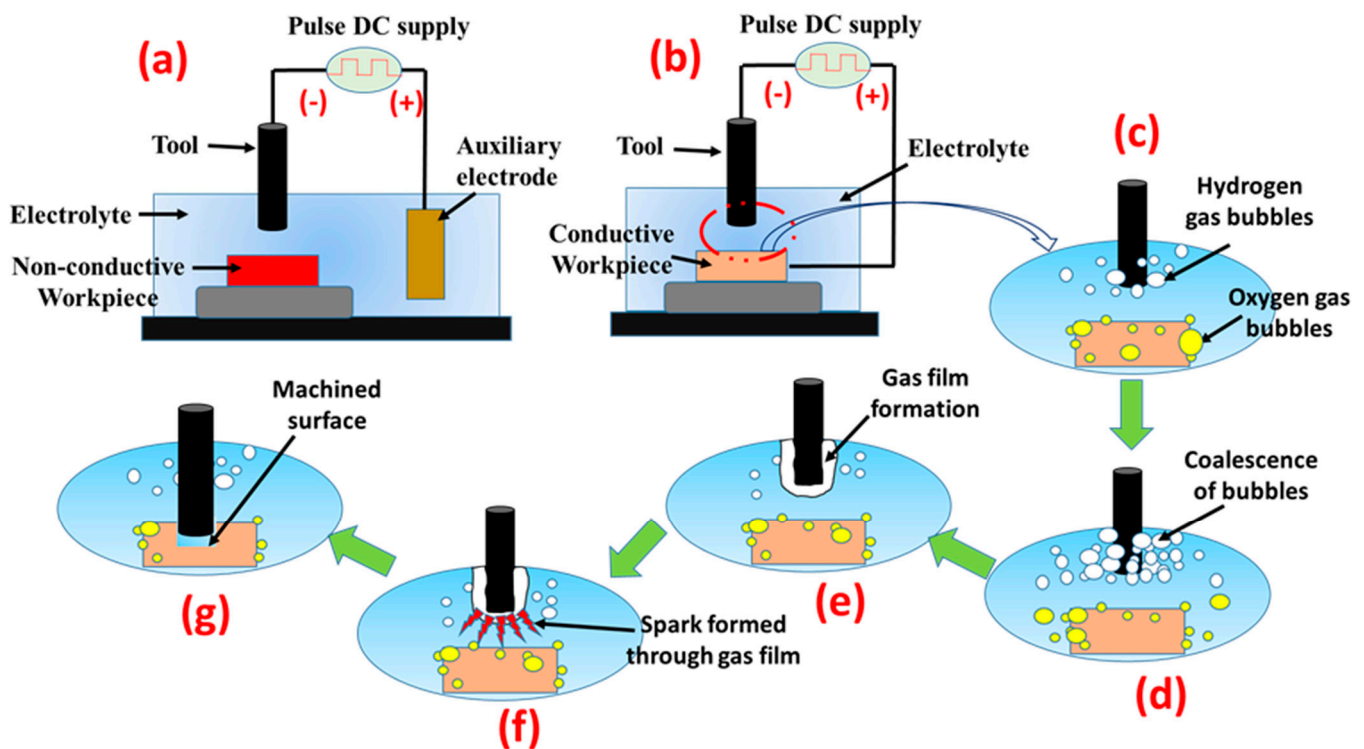 (a)
Pulse DC supply
(-)
(+)
Tool
Auxiliary
electrode
Electrolyte
Non-conductive
Workpiece
(b)
Pulse DC supply
(-)
(+)
Tool
Electrolyte
Conductive
Workpiece
(c)
Hydrogen
gas bubbles
Oxygen gas
bubbles
Coalescence
of bubbles
(d)
Gas film
formation
(e)
Spark formed
through gas film
(f)
Machined
surface
(g)